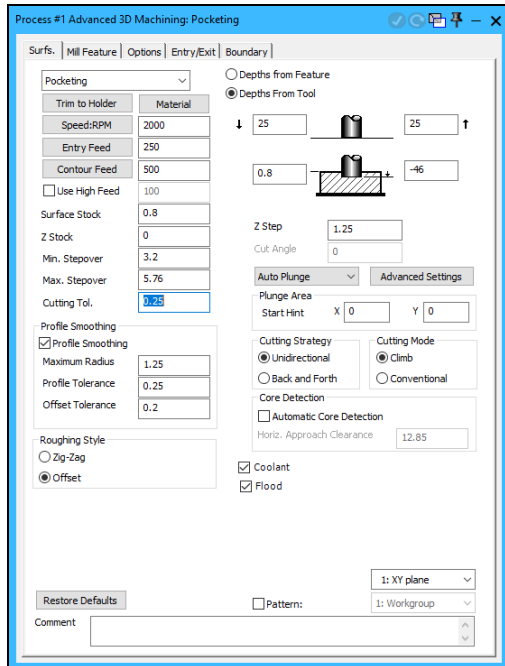 Process #1 Advanced 3D Machining: Pocketing
Surfs. Mill Feature Options Entry/Exit Boundary
Pocketing
Trim to Holder Material
Speed:RPM 2000
Entry Feed 250
Contour Feed 500
Use High Feed 100
Surface Stock 0.8
Z Stock 0
Min. Stepover 3.2
Max. Stepover 5.76
Cutting Tol. 0.25
Profile Smoothing
Profile Smoothing
Maximum Radius 1.25
Profile Tolerance 0.25
Offset Tolerance 0.2
Roughing Style
Zig-Zag
Offset
Depths from Feature
Depths From Tool
25 25
0.8 -46
Z Step 1.25
Cut Angle 0
Auto Plunge Advanced Settings
Plunge Area
Start Hint X 0 Y 0
Cutting Strategy
Unidirectional
Back and Forth
Cutting Mode
Climb
Conventional
Core Detection
Automatic Core Detection
Horiz. Approach Clearance 12.85
Coolant
Flood
1: XY plane
Restore Defaults Pattern: 1: Workgroup
Comment